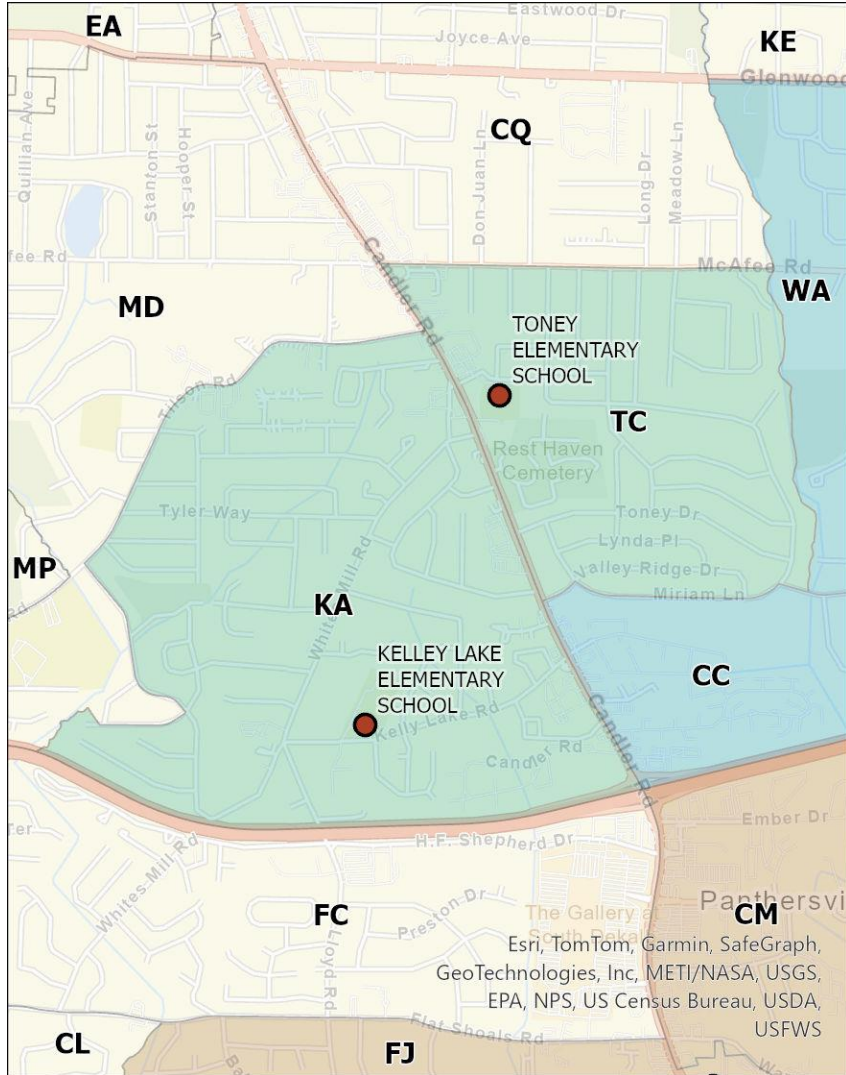 EA
Eastwood Dr
Joyce Ave
KE
Glenwood
Quillian Ave
Stanton St
Hooper St
CQ
Don Juan Ln
Long Dr
Meadow Ln
fee Rd
McAfee Rd
Candler Rd
WA
MD
TONEY
ELEMENTARY
SCHOOL
Tilson Rd
TC
Rest Haven
Cemetery
Tyler Way
Toney Dr
Lynda Pl
Valley Ridge Dr
Miriam Ln
MP
Rd
Whites Mill Rd
KA
KELLEY LAKE
ELEMENTARY
SCHOOL
CC
Kelly Lake Rd
Candler Rd
Candler Rd
Ember Dr
Ter
H.F. Shepherd Dr
Whites Mill Rd
Panthersvi
FC
Preston Dr
The Gallery a
South Dekal
CM
Lloyd Rd
Esri, TomTom, Garmin, SafeGraph,
GeoTechnologies, Inc, METI/NASA, USGS,
EPA, NPS, US Census Bureau, USDA,
USFWS
Flat Shoals Rd
CL
FJ